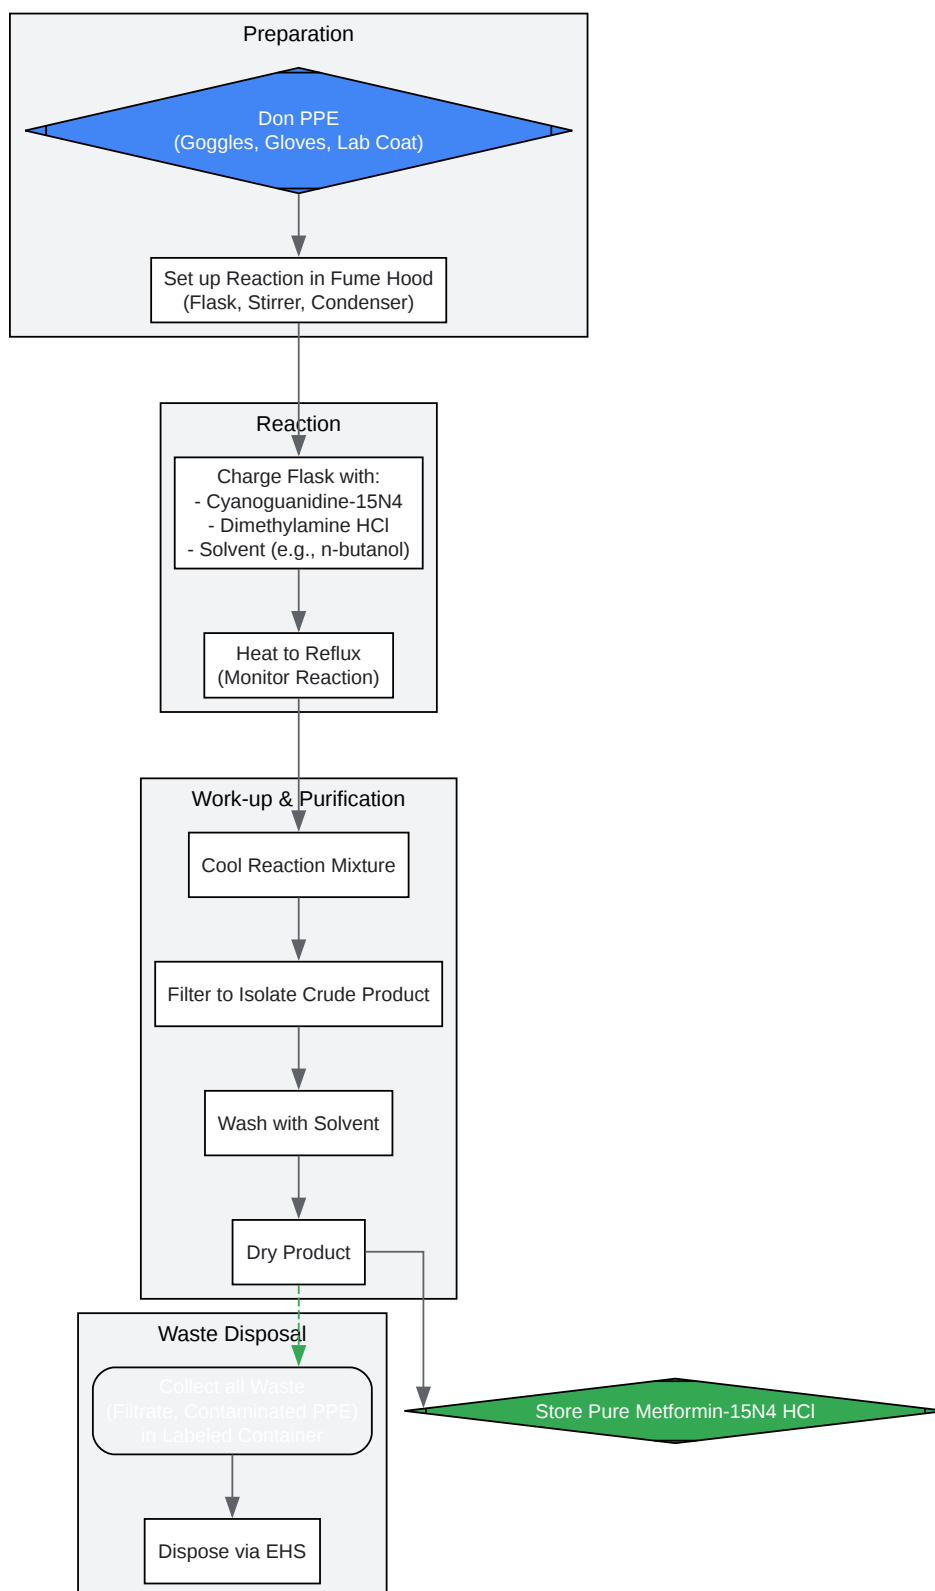 Preparation
Don PPE
(Goggles, Gloves, Lab Coat)
Set up Reaction in Fume Hood
(Flask, Stirrer, Condenser)
Reaction
Charge Flask with:
- Cyanoguanidine-15N4
- Dimethylamine HCl
- Solvent (e.g., n-butanol)
Heat to Reflux
(Monitor Reaction)
Work-up & Purification
Cool Reaction Mixture
Filter to Isolate Crude Product
Wash with Solvent
Dry Product
Waste Disposal
Collect all Waste
(Filtrate, Contaminated PPE)
in Labeled Container
Store Pure Metformin-15N4 HCl
Dispose via EHS